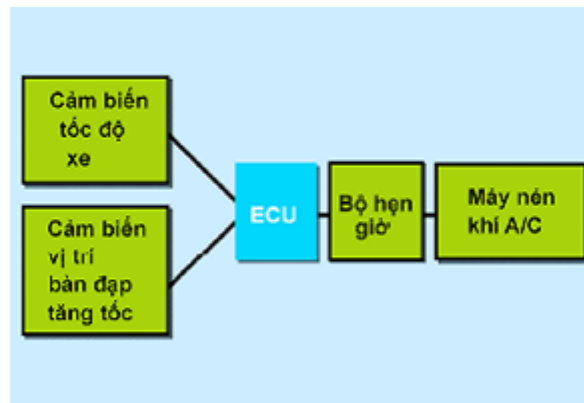 Cảm biến
tốc độ
xe
Cảm biến
vị trí
bàn đạp
tăng tốc
ECU
Bộ hẹn
giờ
Máy nén
khí A/C